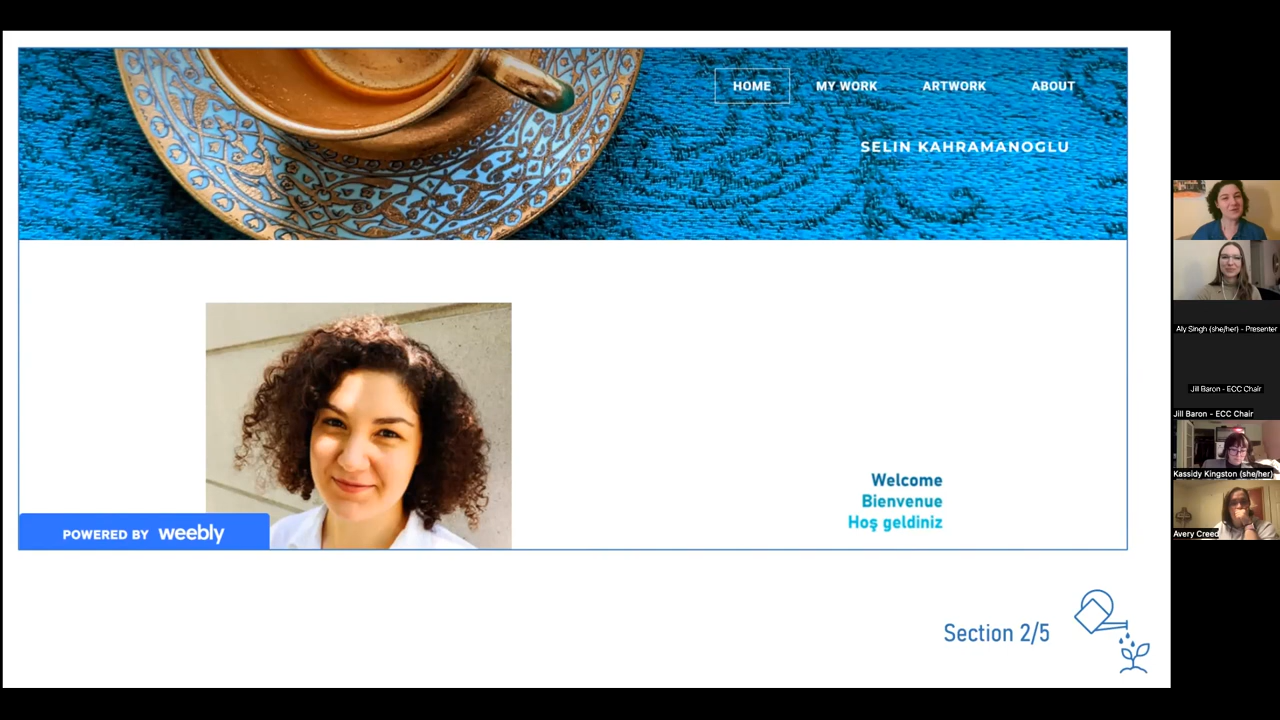 HOME MY WORK ARTWORK ABOUT
SELIN KAHRAMANOGLU
Welcome
Bienvenue
Hoş geldiniz
POWERED BY weebly
Section 2/5
Aly Singh (she/her) - Presenter
Jill Baron - ECC Chair
Jill Baron - ECC Chair
Kassidy Kingston (she/her)
Avery Creed